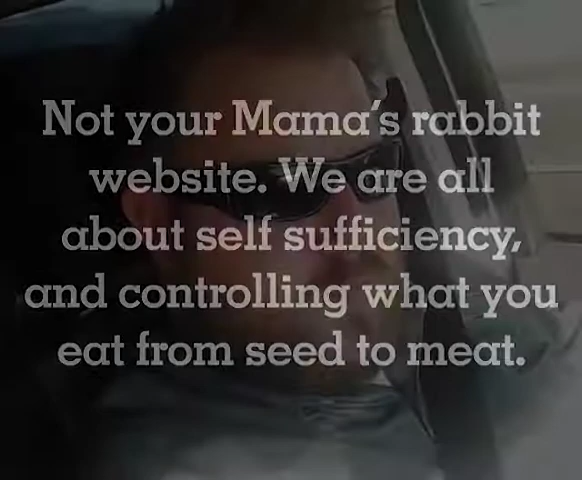 Not your Mama's rabbit
website. We are all
about self sufficiency,
and controlling what you
eat from seed to meat.